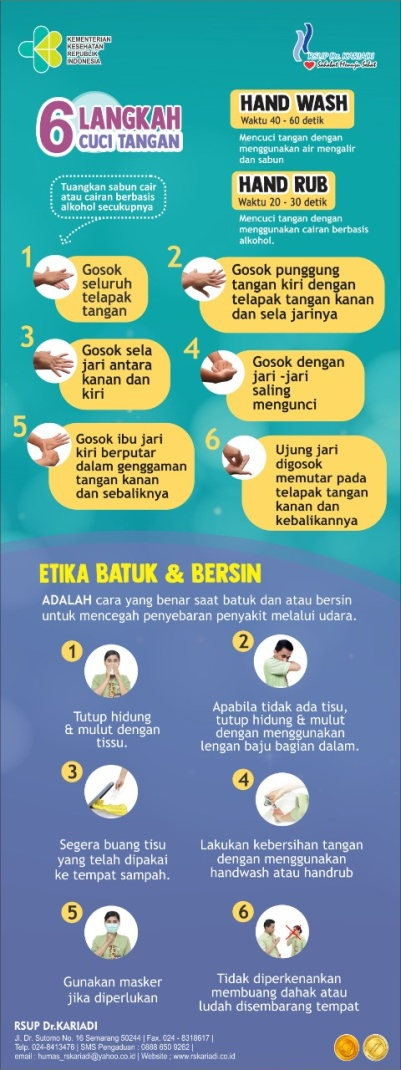 KEMENTERIAN
KESEHATAN
REPUBLIK
INDONESIA
RSUP Dr. KARIADI
Sahabat Menuju Sehat
6 LANGKAH
CUCI TANGAN
HAND WASH
Waktu 40 - 60 detik
Mencuci tangan dengan
menggunakan air mengalir
dan sabun
Tuangkan sabun cair
atau cairan berbasis
alkohol secukupnya
HAND RUB
Waktu 20 - 30 detik
Mencuci tangan dengan
menggunakan cairan berbasis
alkohol.
1
Gosok
seluruh
telapak
tangan
2
Gosok punggung
tangan kiri dengan
telapak tangan kanan
dan sela jarinya
3
Gosok sela
jari antara
kanan dan
kiri
4
Gosok dengan
jari -jari
saling
mengunci
5
Gosok ibu jari
kiri berputar
dalam genggaman
tangan kanan
dan sebaliknya
6
Ujung jari
digosok
memutar pada
telapak tangan
kanan dan
kebalikannya
ETIKA BATUK & BERSIN
ADALAH cara yang benar saat batuk dan atau bersin
untuk mencegah penyebaran penyakit melalui udara.
1
Tutup hidung
& mulut dengan
tissu.
2
Apabila tidak ada tisu,
tutup hidung & mulut
dengan menggunakan
lengan baju bagian dalam.
3
Segera buang tisu
yang telah dipakai
ke tempat sampah.
4
Lakukan kebersihan tangan
dengan menggunakan
handwash atau handrub
5
Gunakan masker
jika diperlukan
6
Tidak diperkenankan
membuang dahak atau
ludah disembarang tempat
RSUP Dr.KARIADI
Jl. Dr. Sutomo No. 16 Semarang 50244 | Fax. 024 - 8318617 |
Telp. 024-8413476 | SMS Pengaduan : 0888 650 9262 |
email : humas_rskariadi@yahoo.co.id | Website ; www.rskariadi.co.id